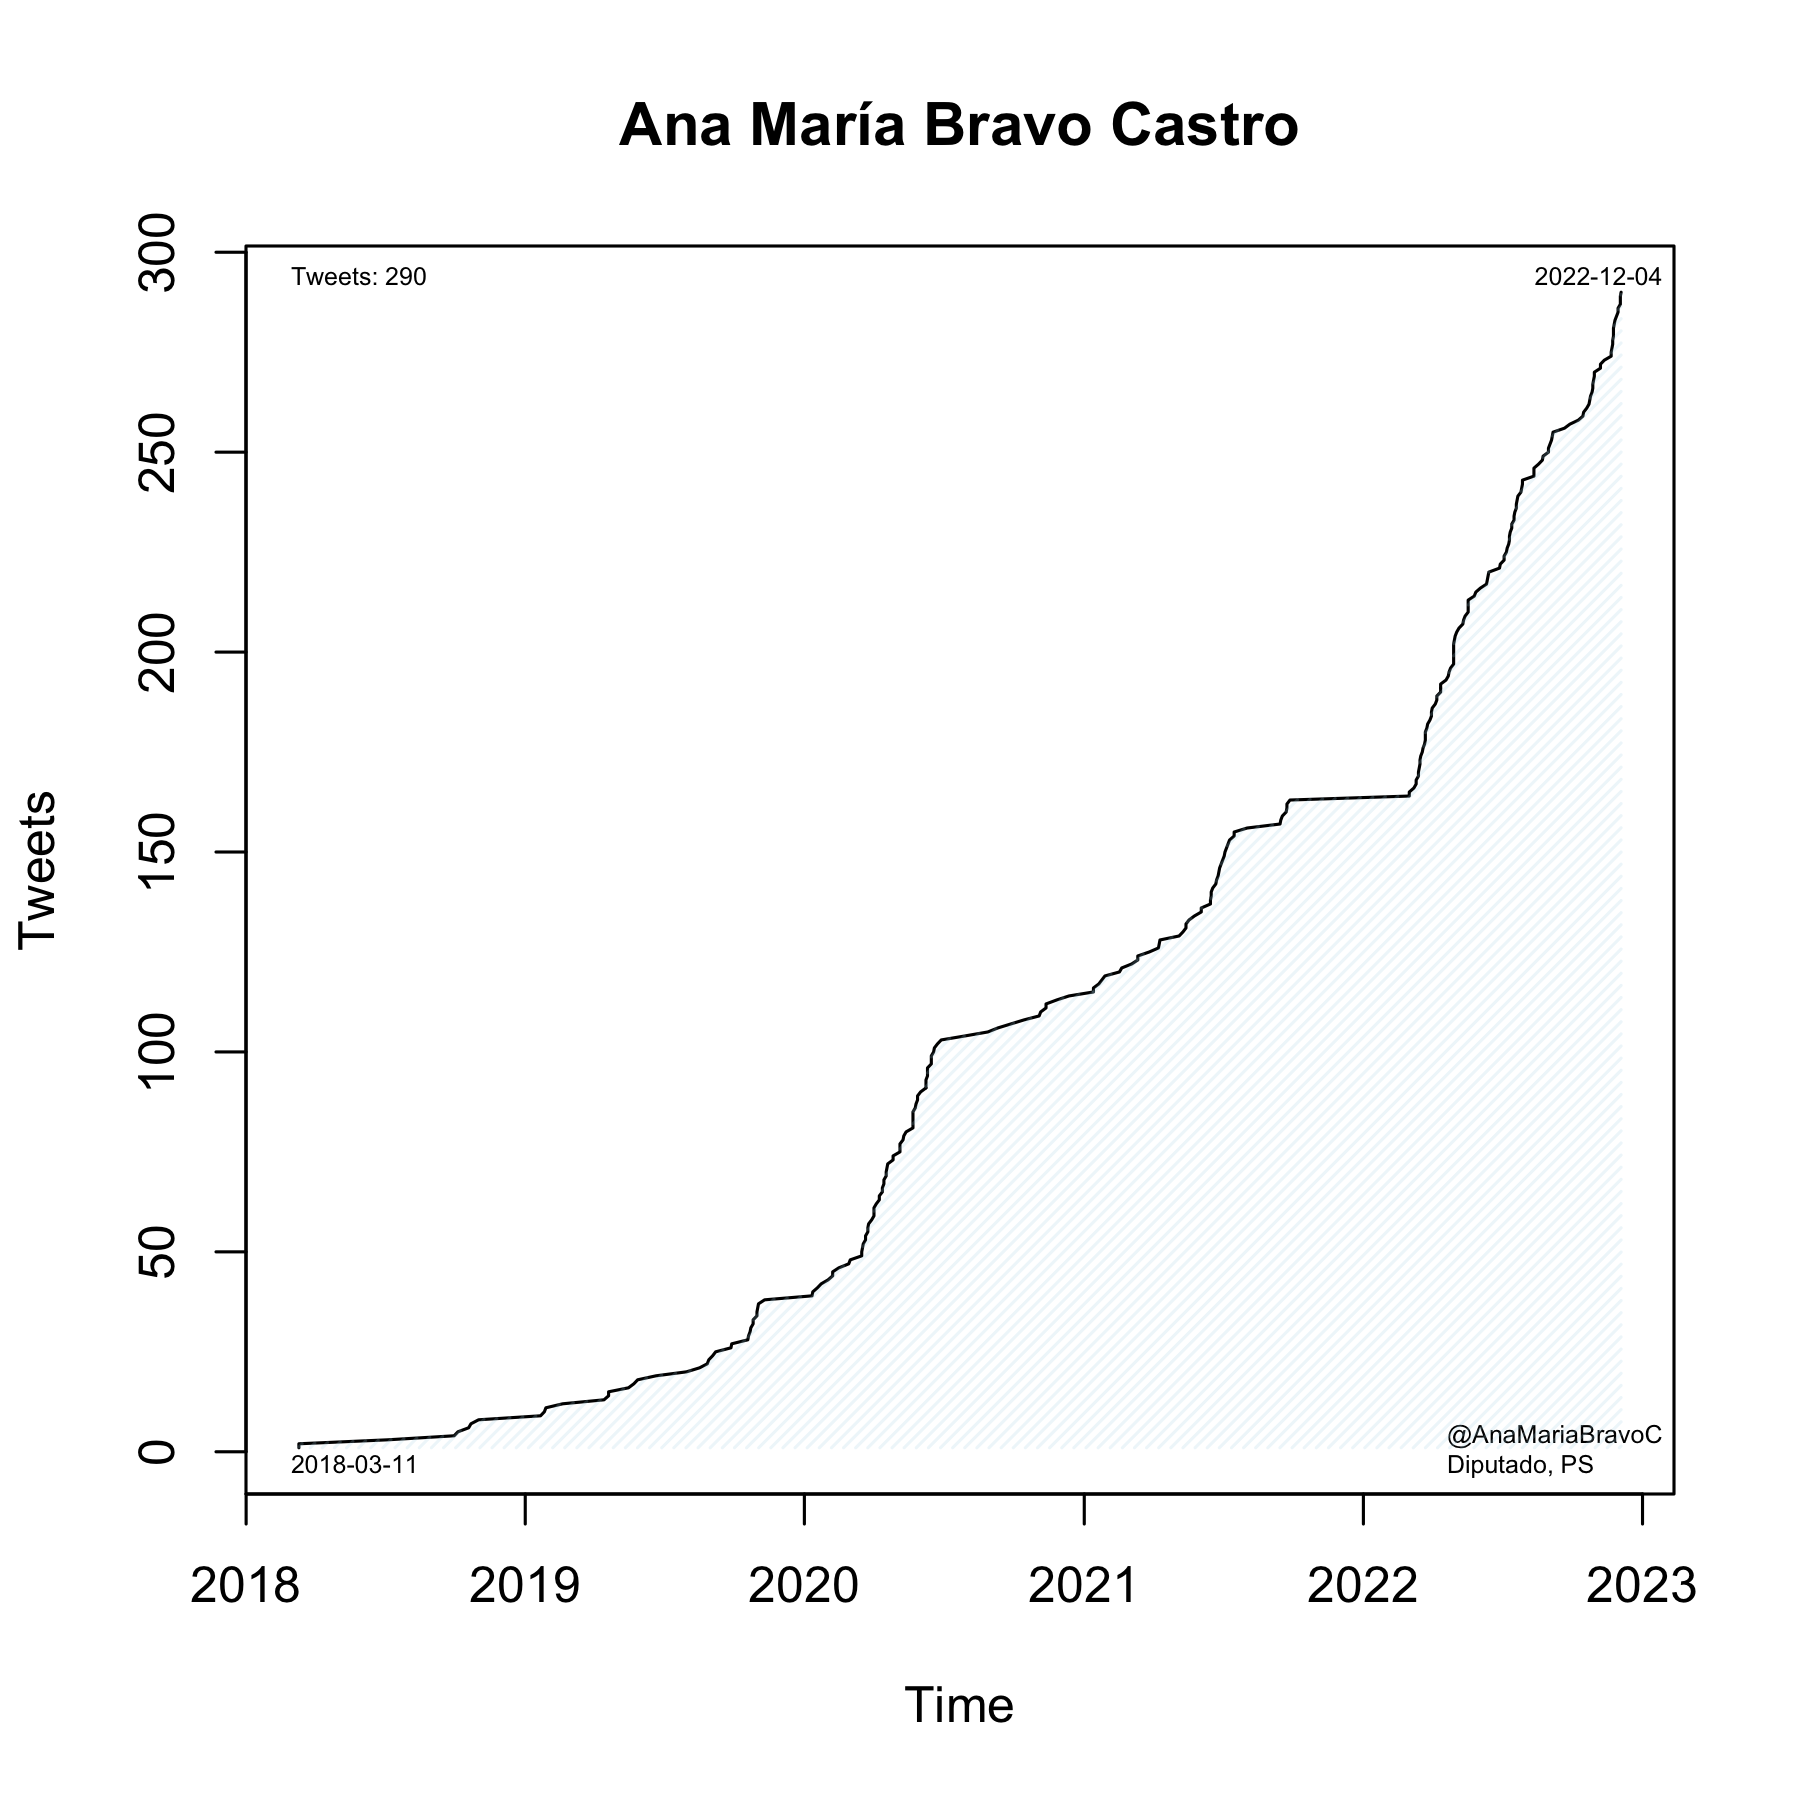 Ana María Bravo Castro
Tweets: 290
2022-12-04
300
250
200
150
100
50
0
Tweets
@AnaMariaBravoC
Diputado, PS
2018-03-11
2018
2019
2020
2021
2022
2023
Time